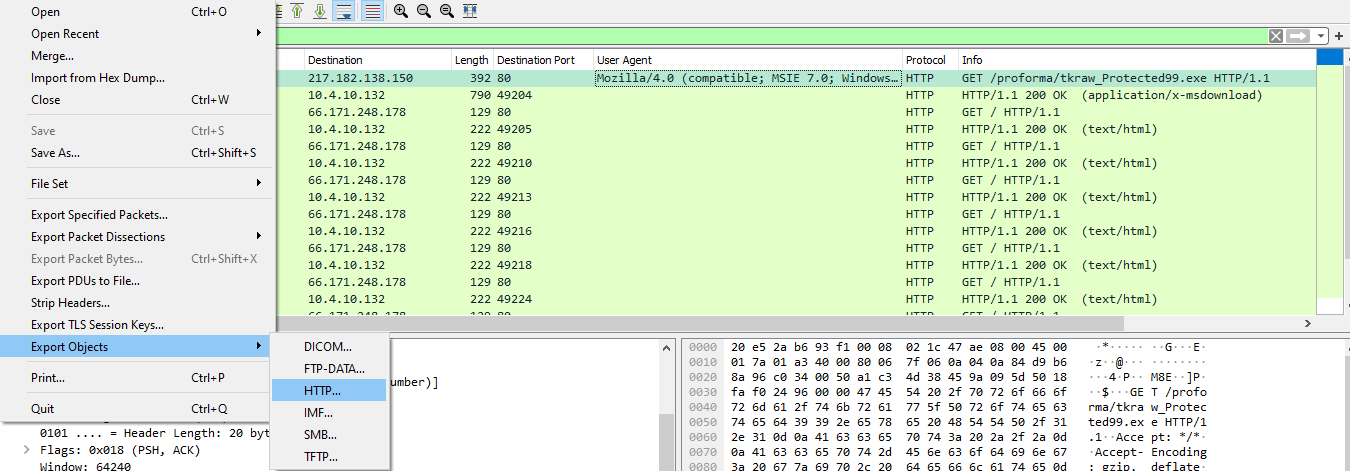 Open Ctrl+O
Open Recent
Merge...
Import from Hex Dump...
Close Ctrl+W
Save Ctrl+S
Save As... Ctrl+Shift+S
File Set
Export Specified Packets...
Export Packet Dissections
Export Packet Bytes... Ctrl+Shift+X
Export PDUs to File...
Strip Headers...
Export TLS Session Keys...
Export Objects
Print... Ctrl+P
Quit Ctrl+Q
DICOM...
FTP-DATA...
HTTP...
IMF...
SMB...
TFTP...
Destination Length Destination Port User Agent Protocol Info
217.182.138.150 392 80 Mozilla/4.0 (compatible; MSIE 7.0; Windows... HTTP GET /proforma/tkraw_Protected99.exe HTTP/1.1
10.4.10.132 790 49204 HTTP HTTP/1.1 200 OK (application/x-msdownload)
66.171.248.178 129 80 HTTP GET / HTTP/1.1
10.4.10.132 222 49205 HTTP HTTP/1.1 200 OK (text/html)
66.171.248.178 129 80 HTTP GET / HTTP/1.1
10.4.10.132 222 49210 HTTP HTTP/1.1 200 OK (text/html)
66.171.248.178 129 80 HTTP GET / HTTP/1.1
10.4.10.132 222 49213 HTTP HTTP/1.1 200 OK (text/html)
66.171.248.178 129 80 HTTP GET / HTTP/1.1
10.4.10.132 222 49216 HTTP HTTP/1.1 200 OK (text/html)
66.171.248.178 129 80 HTTP GET / HTTP/1.1
10.4.10.132 222 49218 HTTP HTTP/1.1 200 OK (text/html)
66.171.248.178 129 80 HTTP GET / HTTP/1.1
10.4.10.132 222 49224 HTTP HTTP/1.1 200 OK (text/html)
66.171.248.178 129 80 HTTP GET / HTTP/1.1
umber)]
0101 .... = Header Length: 20 byt
Flags: 0x018 (PSH, ACK)
Window: 64240
0000 20 e5 2a b6 93 f1 00 08 02 1c 47 ae 08 00 45 00 ·*····· ··G···E·
0010 01 7a 01 a3 40 00 80 06 7f 06 0a 04 0a 84 d9 b6 ·z··@··· ········
0020 8a 96 c0 34 00 50 a1 c3 4d 38 45 9a 09 5d 50 18 ···4·P·· M8E··]P·
0030 fa f0 24 96 00 00 47 45 54 20 2f 70 72 6f 66 6f ··$···GE T /profo
0040 72 6d 61 2f 74 6b 72 61 77 5f 50 72 6f 74 65 63 rma/tkra w_Protec
0050 74 65 64 39 39 2e 65 78 65 20 48 54 54 50 2f 31 ted99.ex e HTTP/1
0060 2e 31 0d 0a 41 63 63 65 70 74 3a 20 2a 2f 2a 0d .1··Acce pt: */*·
0070 0a 41 63 63 65 70 74 2d 45 6e 63 6f 64 69 6e 67 ·Accept- Encoding
0080 3a 20 67 7a 69 70 2c 20 64 65 66 6c 61 74 65 0d : gzip, deflate·